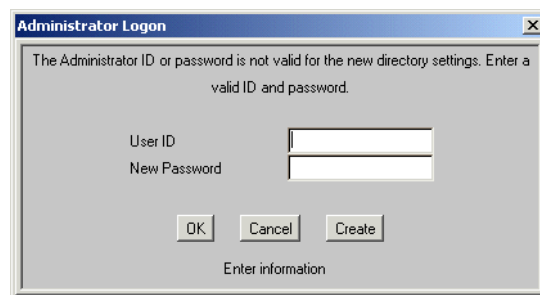 Administrator Logon
The Administrator ID or password is not valid for the new directory settings. Enter a
valid ID and password.
User ID
New Password
OK Cancel Create
Enter information